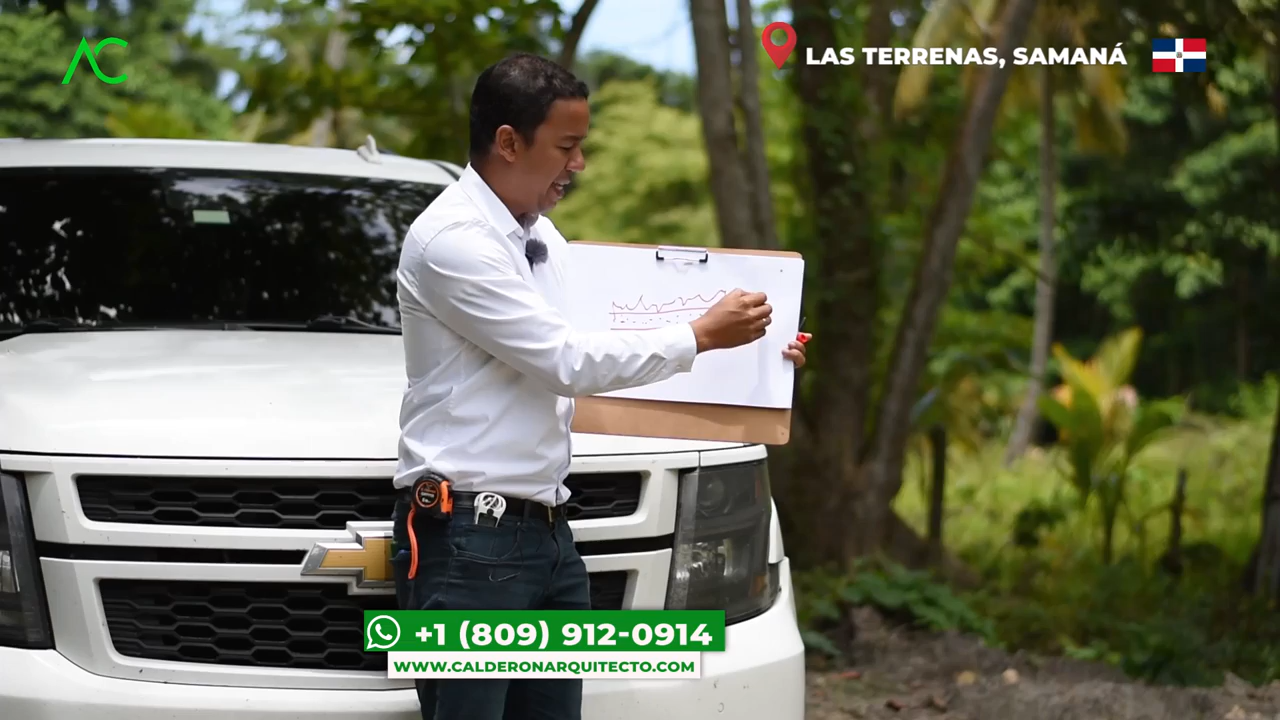 AC
LAS TERRENAS, SAMANÁ
+1 (809) 912-0914
WWW.CALDERONARQUITECTO.COM